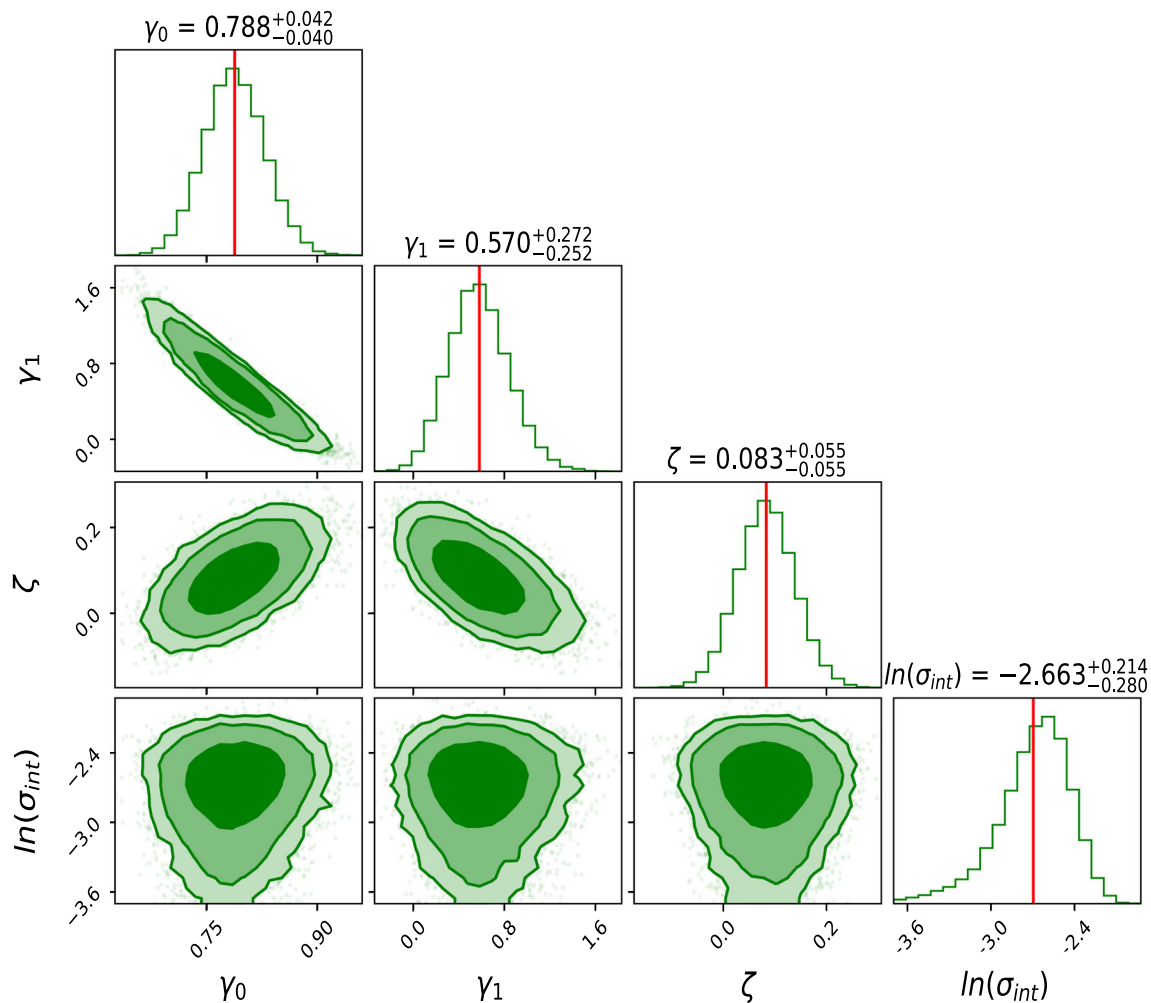 γ₀ = 0.788⁺⁰·⁰⁴²₋₀.₀₄₀
γ₁ = 0.570⁺⁰·²⁷²₋₀.₂₅₂
γ₁
1.6
0.8
0.0
ζ = 0.083⁺⁰·⁰⁵⁵₋₀.₀₅₅
ζ
0.2
0.0
ln(σ_int) = −2.663⁺⁰·²¹⁴₋₀.₂₈₀
ln(σ_int)
−2.4
−3.0
−3.6
0.75 0.90
0.0 0.8 1.6
0.0 0.2
−3.6 −3.0 −2.4
γ₀ γ₁ ζ ln(σ_int)